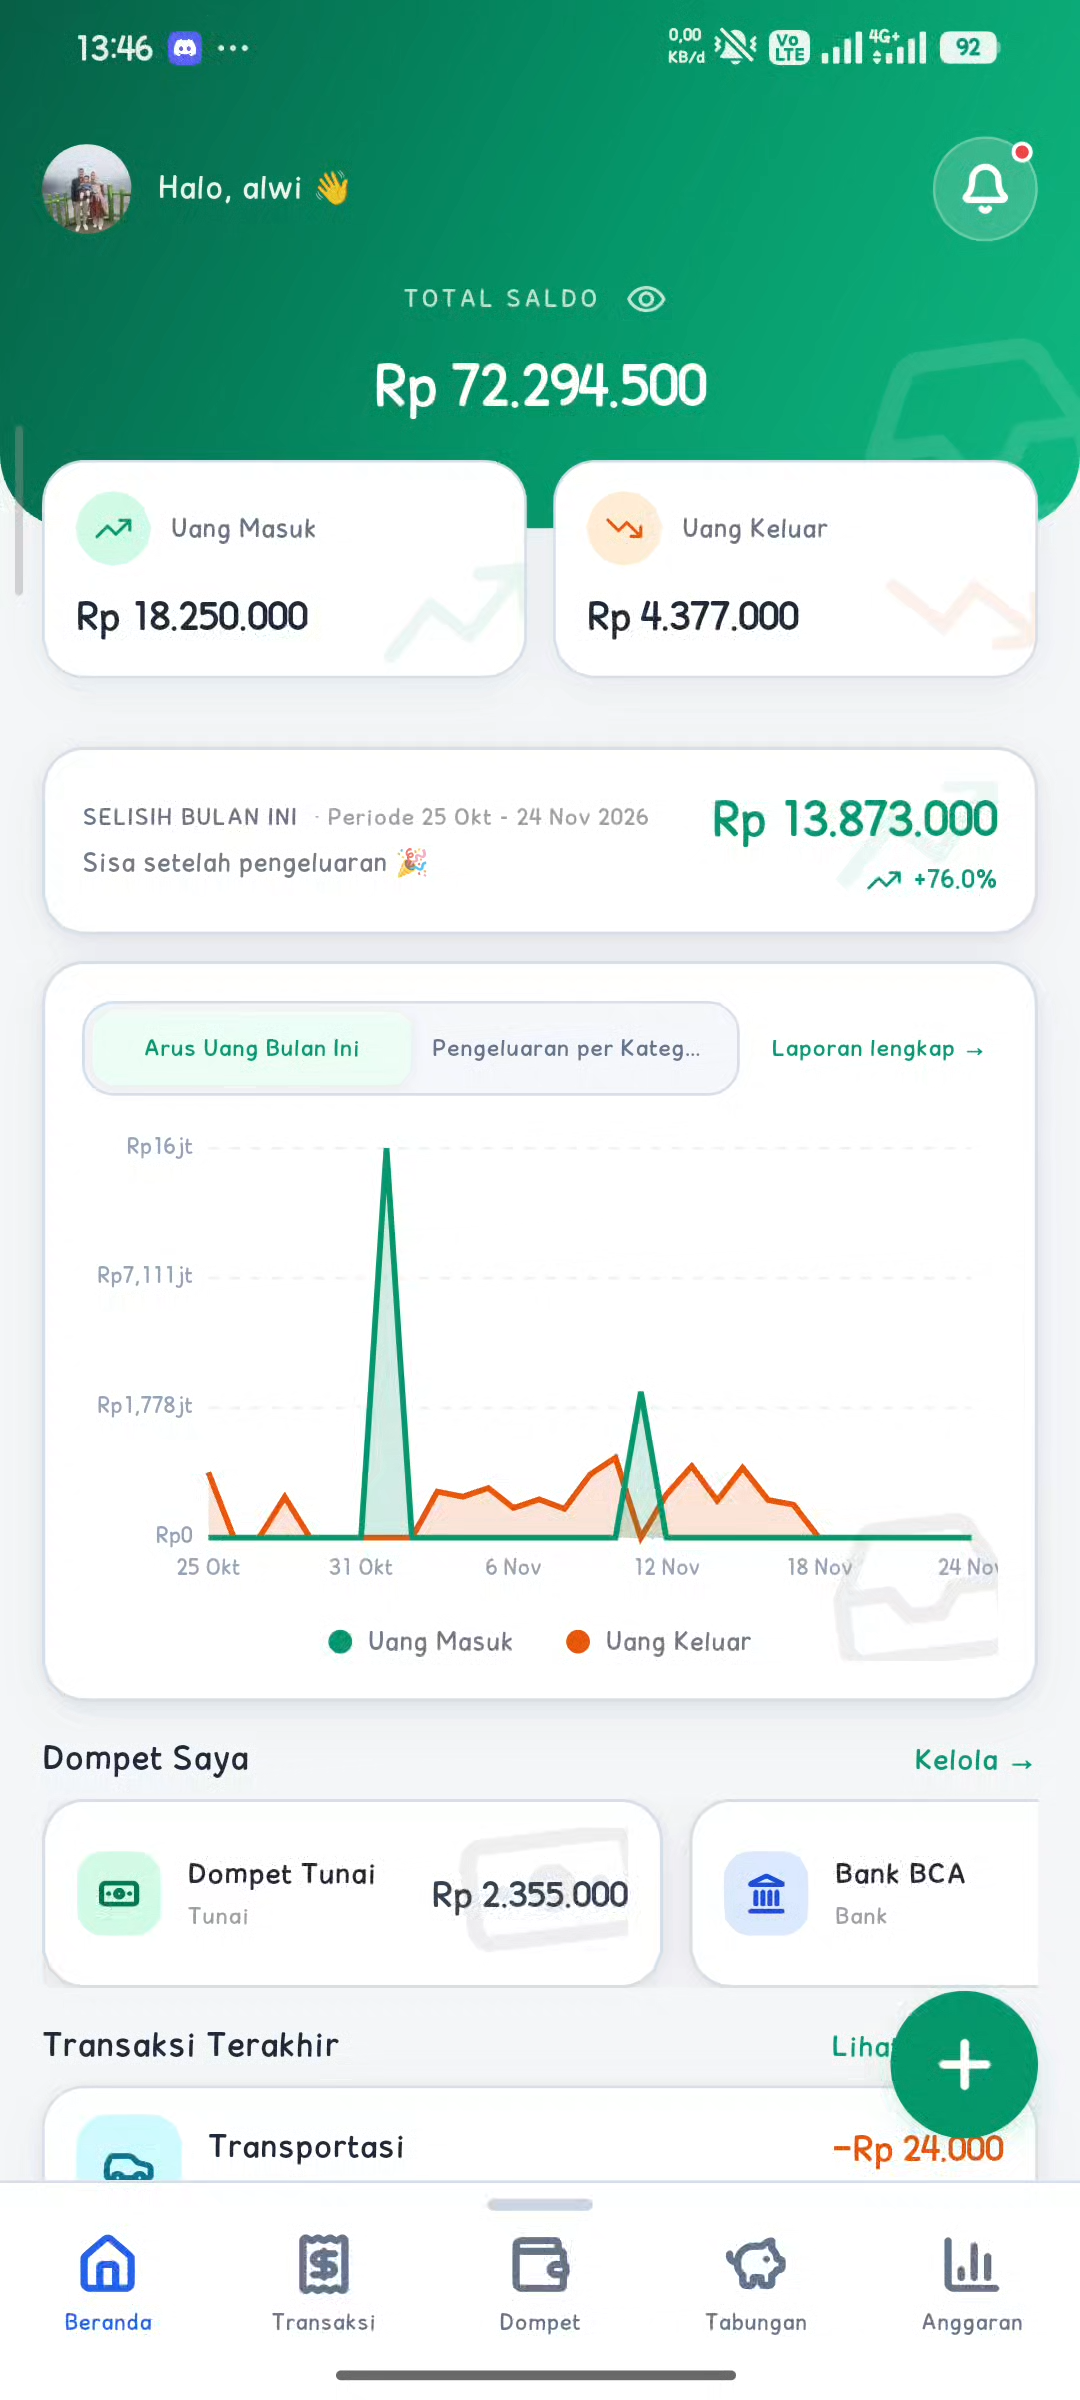 13:46
0,00
KB/d
Vo
LTE
4G+
92
Halo, alwi 👋
TOTAL SALDO
Rp 72.294.500
Uang Masuk
Rp 18.250.000
Uang Keluar
Rp 4.377.000
SELISIH BULAN INI · Periode 25 Okt - 24 Nov 2026
Sisa setelah pengeluaran 🎉
Rp 13.873.000
+76.0%
Arus Uang Bulan Ini
Pengeluaran per Kateg...
Laporan lengkap →
Rp16jt
Rp7,111jt
Rp1,778jt
Rp0
25 Okt
31 Okt
6 Nov
12 Nov
18 Nov
24 Nov
Uang Masuk
Uang Keluar
Dompet Saya
Kelola →
Dompet Tunai
Tunai
Rp 2.355.000
Bank BCA
Bank
Transaksi Terakhir
Transportasi
-Rp 24.000
Beranda
Transaksi
Dompet
Tabungan
Anggaran